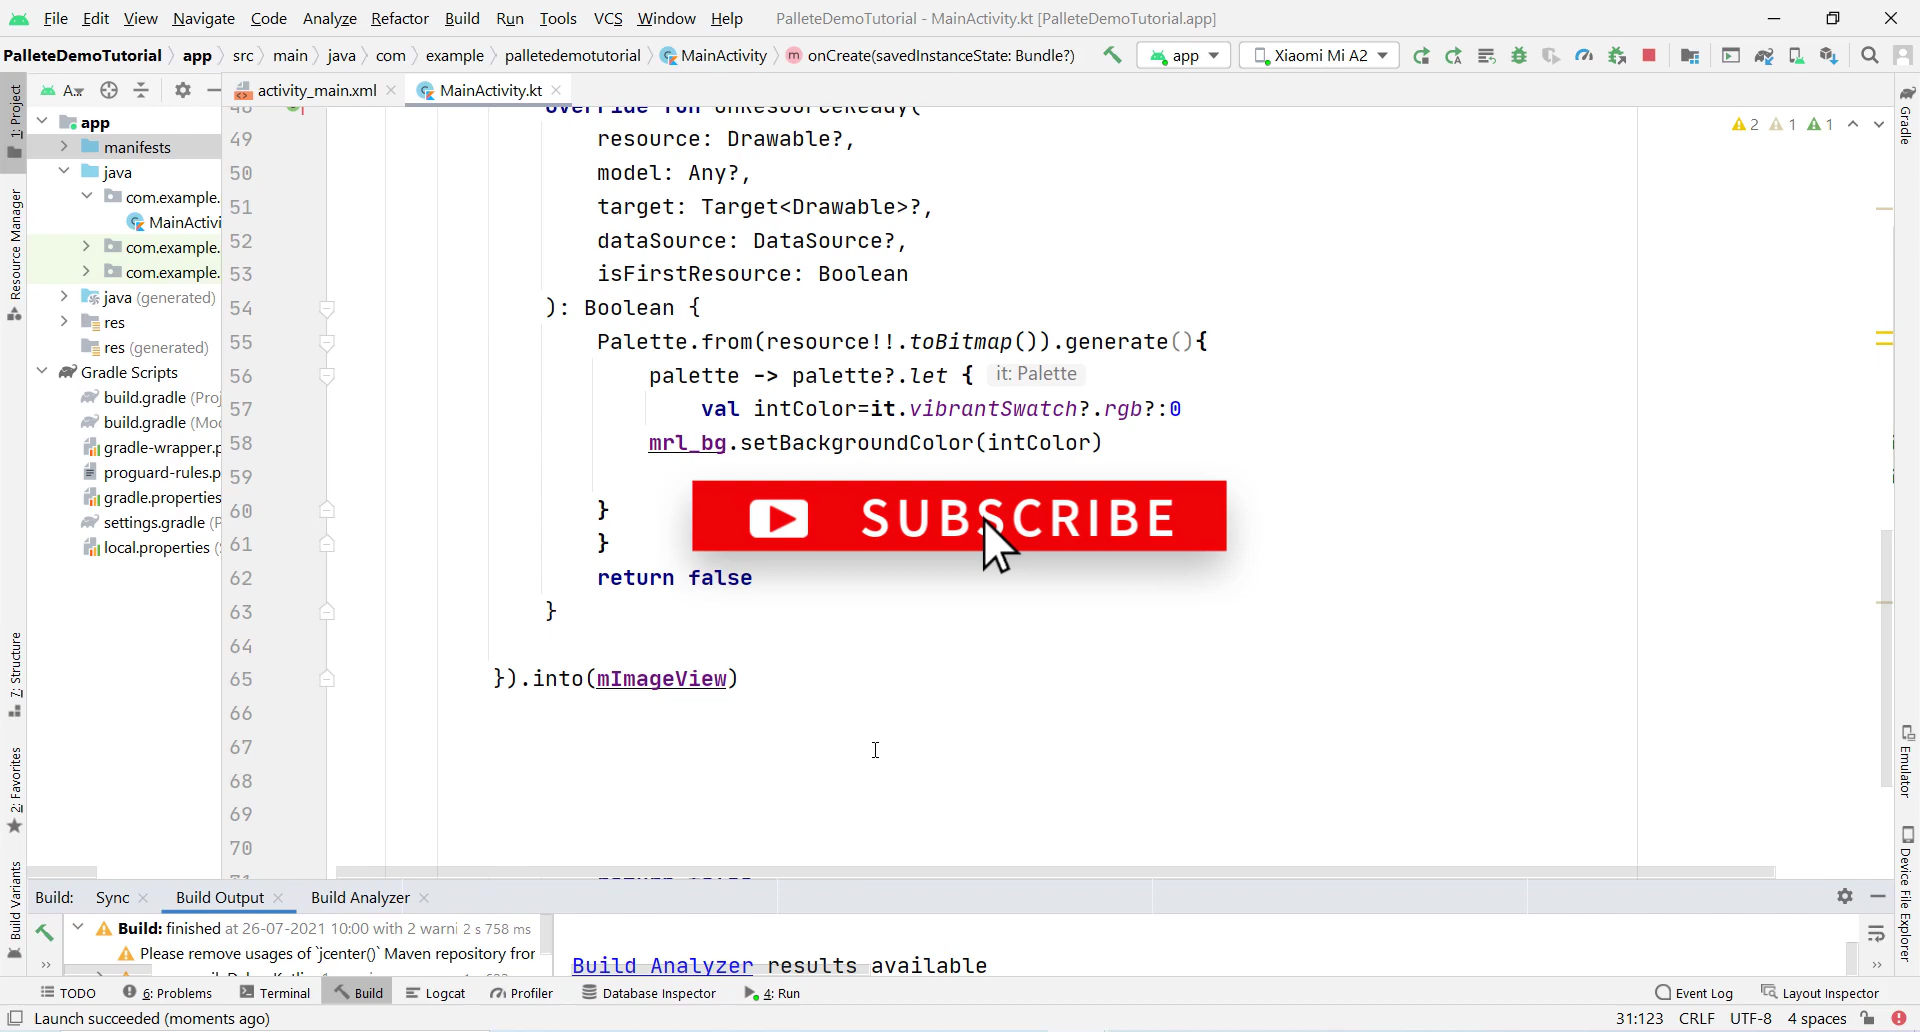 File Edit View Navigate Code Analyze Refactor Build Run Tools VCS Window Help PalleteDemoTutorial - MainActivity.kt [PalleteDemoTutorial.app]
PalleteDemoTutorial app src main java com example palletedemotutorial MainActivity onCreate(savedInstanceState: Bundle?) app Xiaomi Mi A2
A.. activity_main.xml MainActivity.kt
1: Project
Resource Manager
7: Structure
2: Favorites
Build Variants
app
manifests
java
com.example.
MainActivi
com.example.
com.example.
java (generated)
res
res (generated)
Gradle Scripts
build.gradle (Proj
build.gradle (Mod
gradle-wrapper.p
proguard-rules.p
gradle.properties
settings.gradle (P
local.properties (S
2 1 1
48 override fun onResourceReady(
49 resource: Drawable?,
50 model: Any?,
51 target: Target<Drawable>?,
52 dataSource: DataSource?,
53 isFirstResource: Boolean
54 ): Boolean {
55 Palette.from(resource!!.toBitmap()).generate(){
56 palette -> palette?.let { it: Palette
57 val intColor=it.vibrantSwatch?.rgb?:0
58 mrl_bg.setBackgroundColor(intColor)
59
60 }
61 }
SUBSCRIBE
62 return false
63 }
64
65 }).into(mImageView)
66
67
68
69
70
71
Gradle
Emulator
Device File Explorer
Build: Sync Build Output Build Analyzer
Build: finished at 26-07-2021 10:00 with 2 warni 2 s 758 ms
Please remove usages of `jcenter()` Maven repository fror
Build Analyzer results available
TODO 6: Problems Terminal Build Logcat Profiler Database Inspector 4: Run Event Log Layout Inspector
Launch succeeded (moments ago) 31:123 CRLF UTF-8 4 spaces